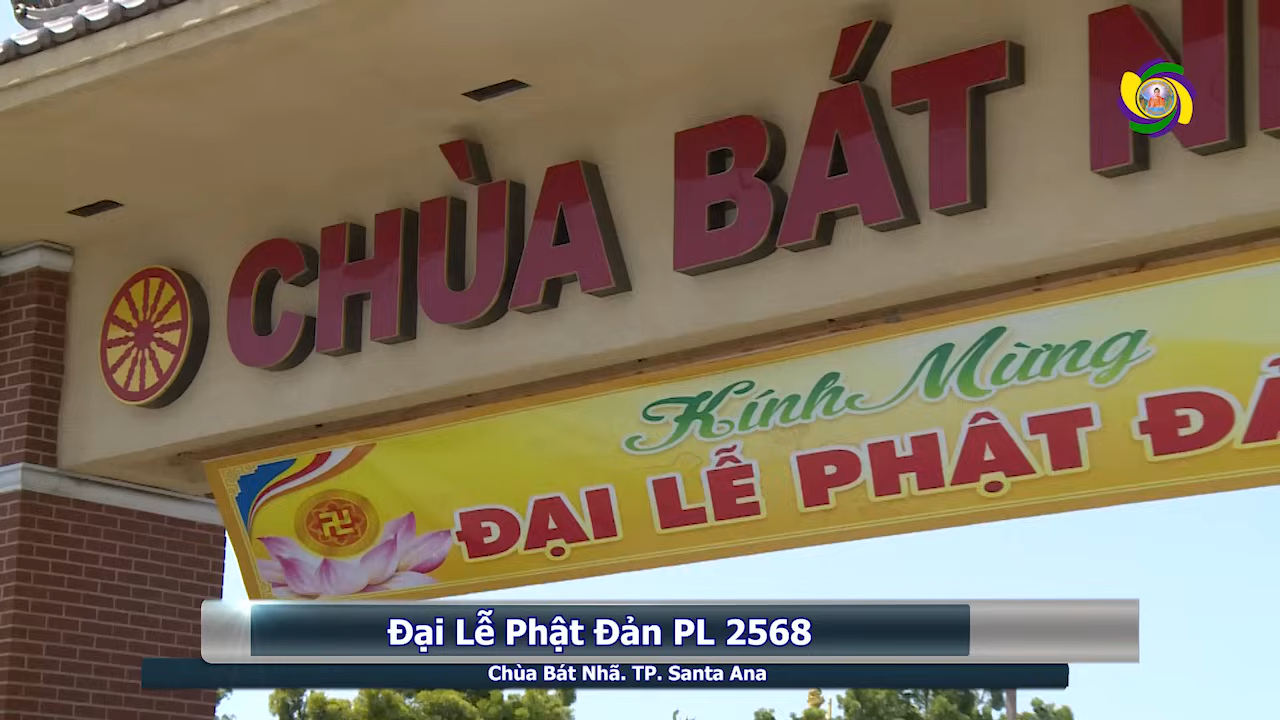 CHÙA BÁT
Kính Mừng
ĐẠI LỄ PHẬT
Đại Lễ Phật Đản PL 2568
Chùa Bát Nhã. TP. Santa Ana